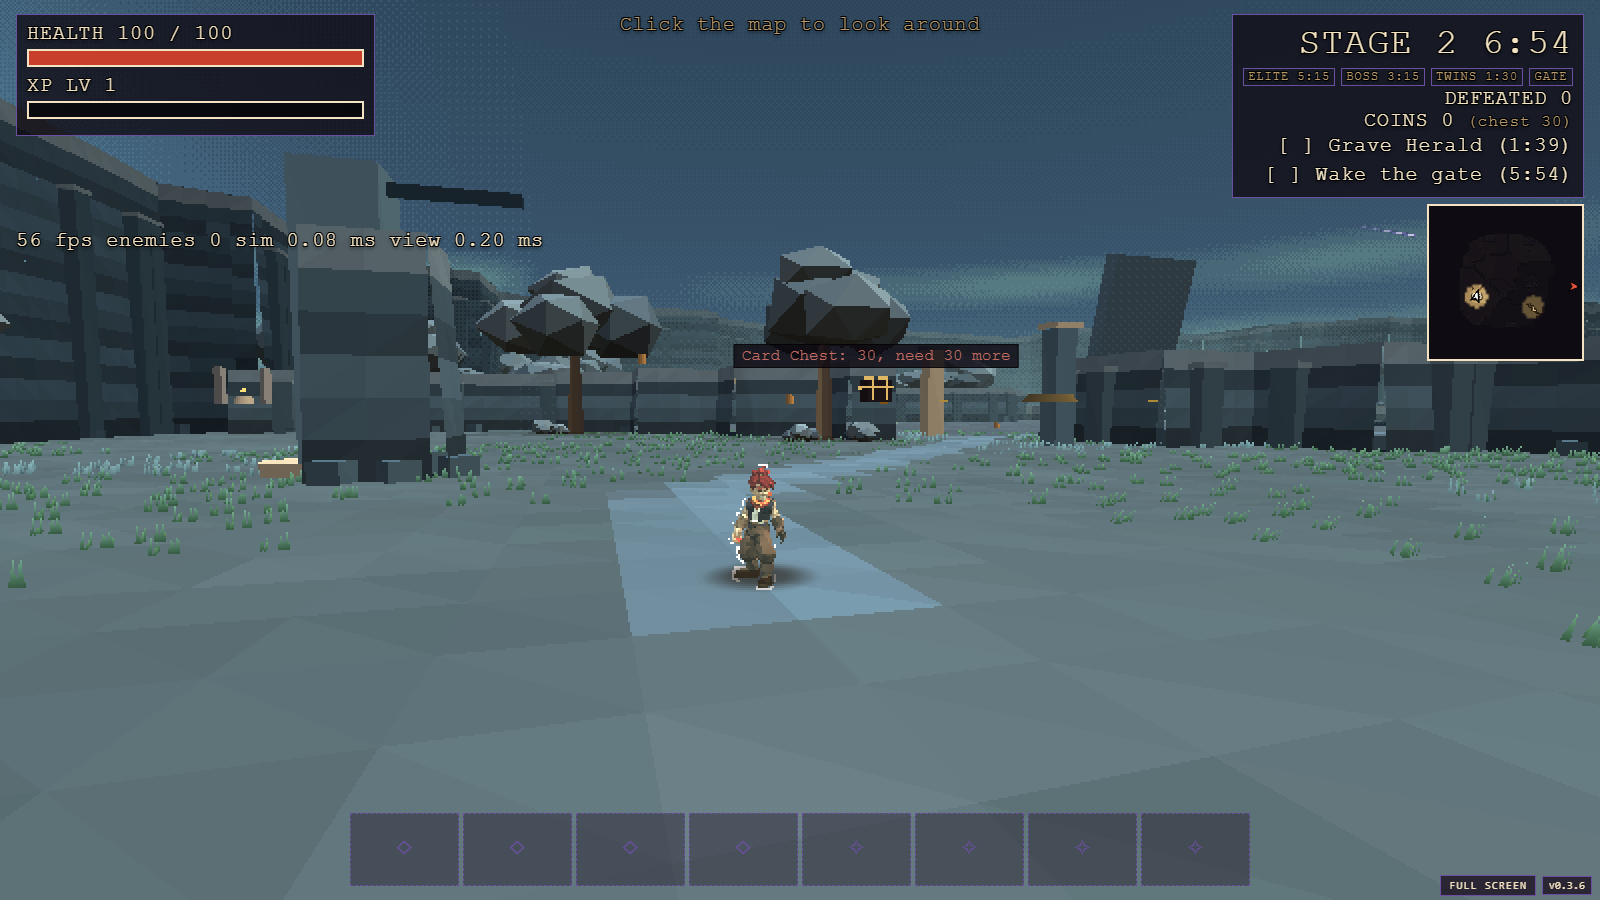 HEALTH 100 / 100
XP LV 1
Click the map to look around
STAGE 2 6:54
ELITE 5:15 BOSS 3:15 TWINS 1:30 GATE
DEFEATED 0
COINS 0 (chest 30)
[ ] Grave Herald (1:39)
[ ] Wake the gate (5:54)
56 fps enemies 0 sim 0.08 ms view 0.20 ms
Card Chest: 30, need 30 more
FULL SCREEN v0.3.6